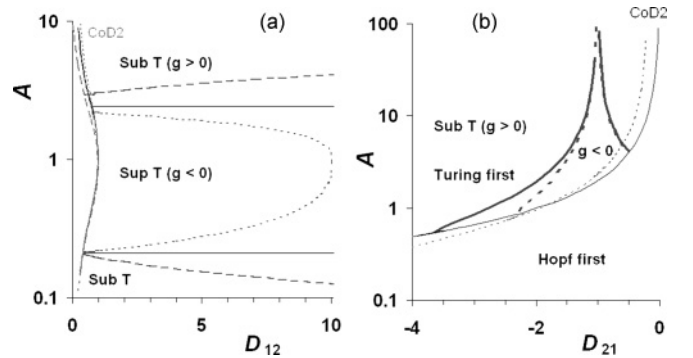 10
CoD2
(a)
Sub T (g > 0)
A
1
Sup T (g < 0)
Sub T
0.1
0
5
10
D12
(b)
CoD2
100
Sub T (g > 0)
10
g < 0
A
Turing first
1
Hopf first
0.1
-4
-2
0
D21